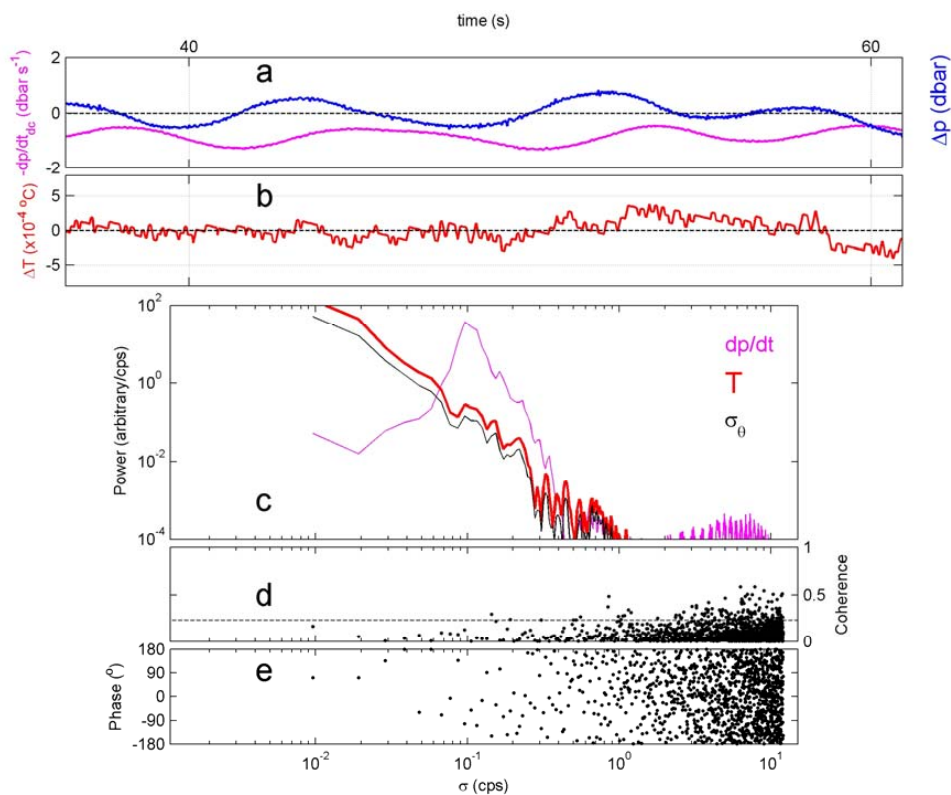 time (s)
40 60
a
2
0
-2
-dp/dt_dc (dbar s⁻¹)
Δp (dbar)
b
5
0
-5
ΔT (x10⁻⁴ °C)
c
10²
10⁰
10⁻²
10⁻⁴
Power (arbitrary/cps)
dp/dt
T
σ_θ
d
1
0.5
0
Coherence
e
180
90
0
-90
-180
Phase (°)
10⁻² 10⁻¹ 10⁰ 10¹
σ (cps)